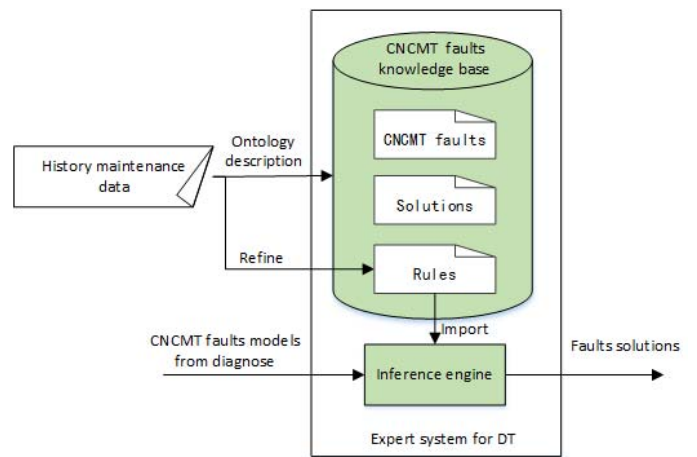 CNCMT faults
knowledge base
CNCMT faults
Ontology
description
History maintenance
data
Solutions
Refine
Rules
Import
CNCMT faults models
from diagnose
Inference engine
Faults solutions
Expert system for DT